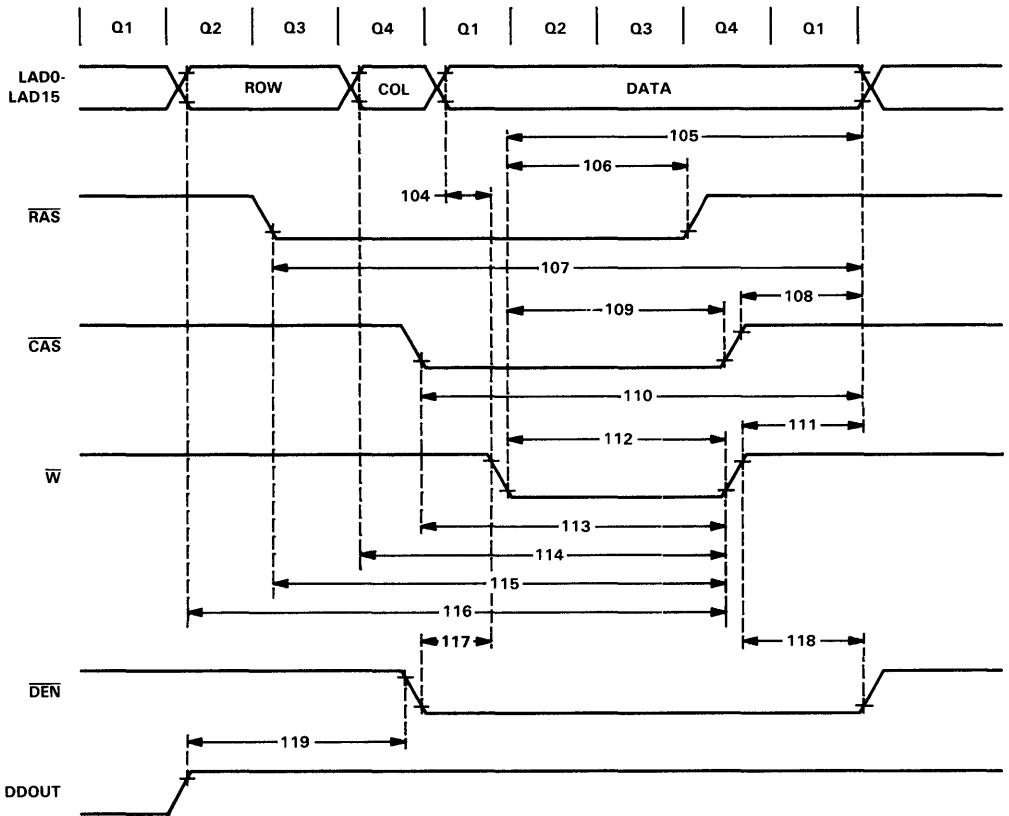 Q1 Q2 Q3 Q4 Q1 Q2 Q3 Q4 Q1
LAD0-
LAD15
ROW COL DATA
105
106
104
RAS
107
108
109
CAS
110
111
112
W
113
114
115
116
117 118
DEN
119
DDOUT